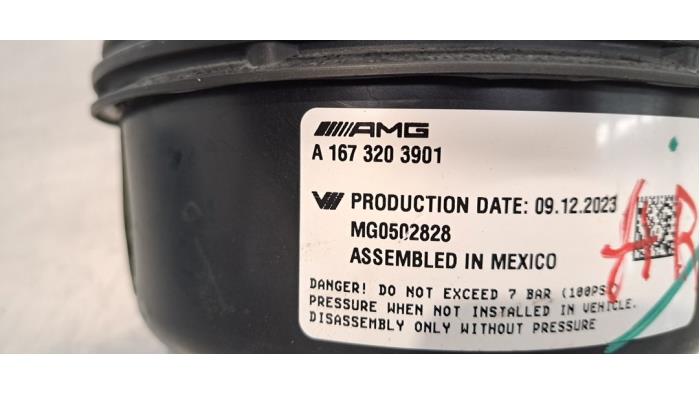 AMG
A 167 320 3901
PRODUCTION DATE: 09.12.2023
MG0502828
ASSEMBLED IN MEXICO
DANGER! DO NOT EXCEED 7 BAR (100PS
PRESSURE WHEN NOT INSTALLED IN VEHICLE.
DISASSEMBLY ONLY WITHOUT PRESSURE